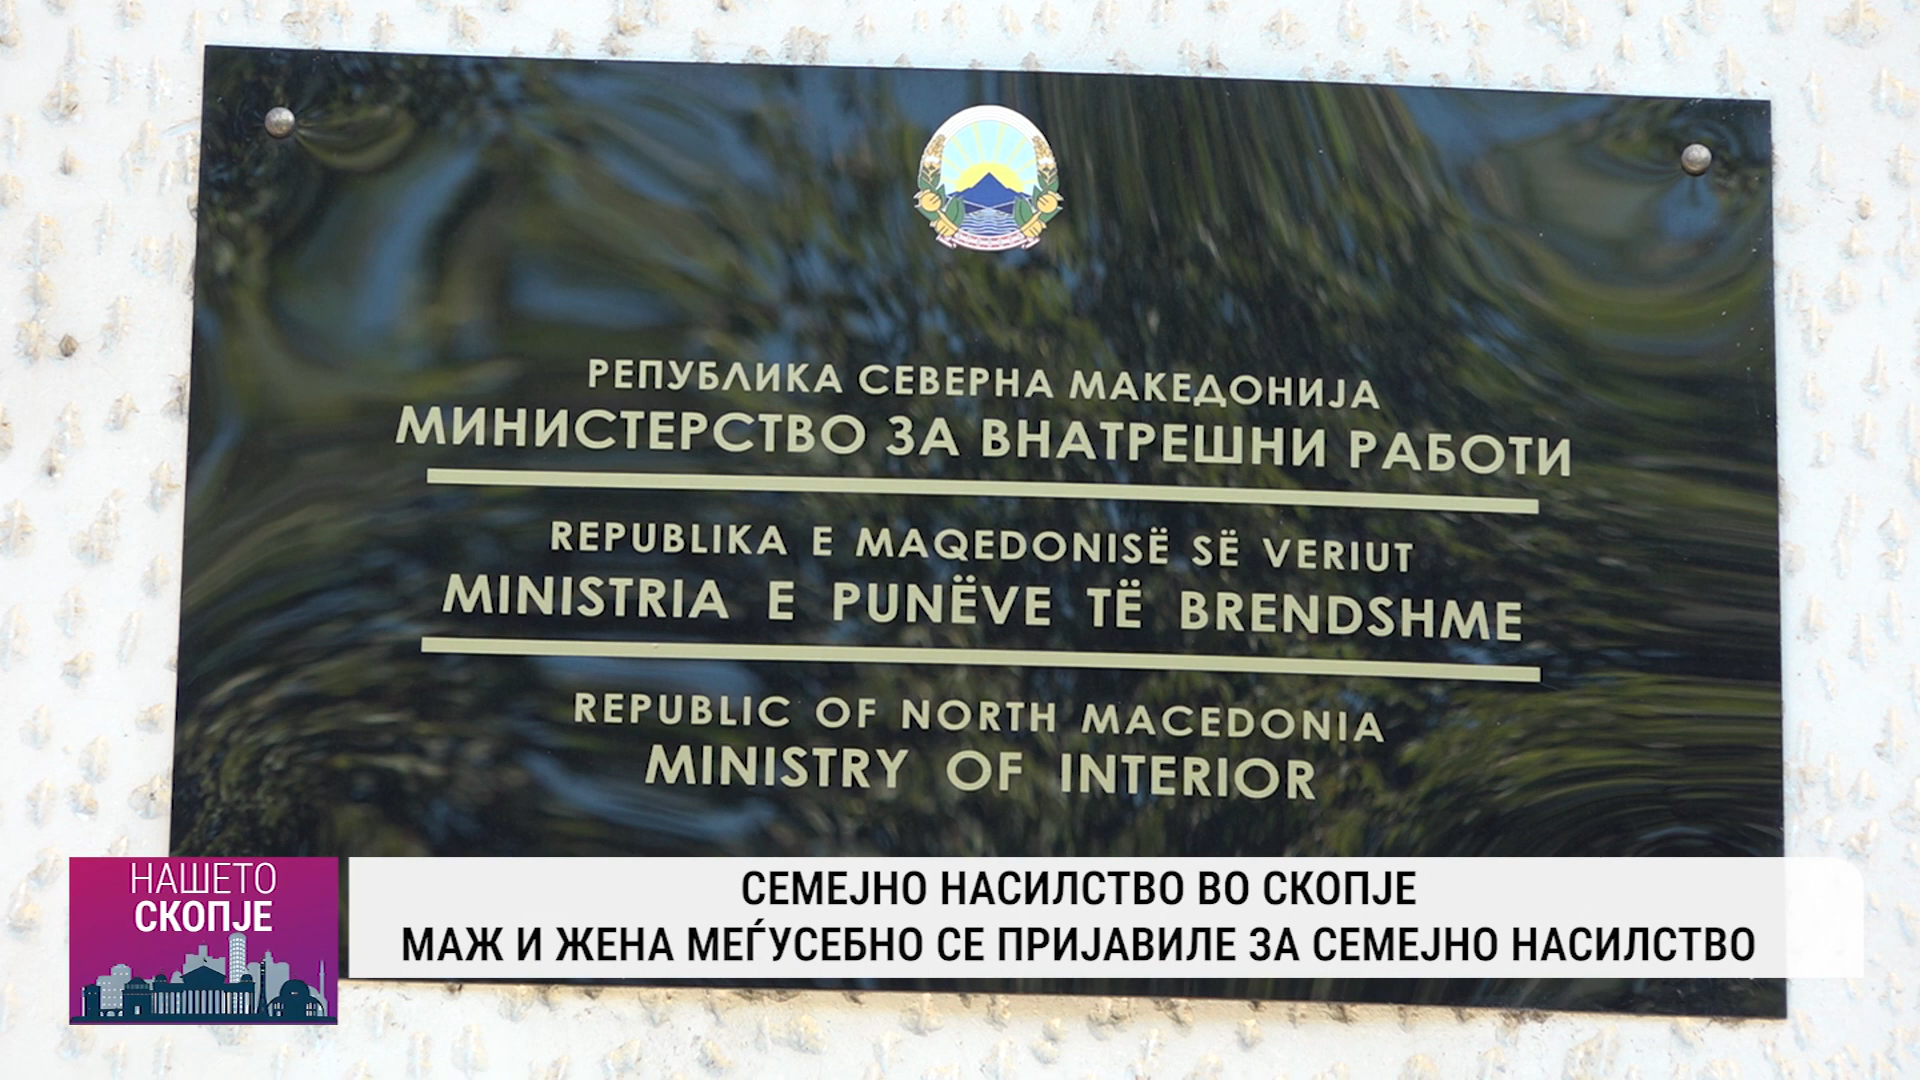 РЕПУБЛИКА СЕВЕРНА МАКЕДОНИЈА
МИНИСТЕРСТВО ЗА ВНАТРЕШНИ РАБОТИ
REPUBLIKA E MAQEDONISË SË VERIUT
MINISTRIA E PUNËVE TË BRENDSHME
REPUBLIC OF NORTH MACEDONIA
MINISTRY OF INTERIOR
НАШЕТО
СКОПЈЕ
СЕМЕЈНО НАСИЛСТВО ВО СКОПЈЕ
МАЖ И ЖЕНА МЕЃУСЕБНО СЕ ПРИЈАВИЛЕ ЗА СЕМЕЈНО НАСИЛСТВО